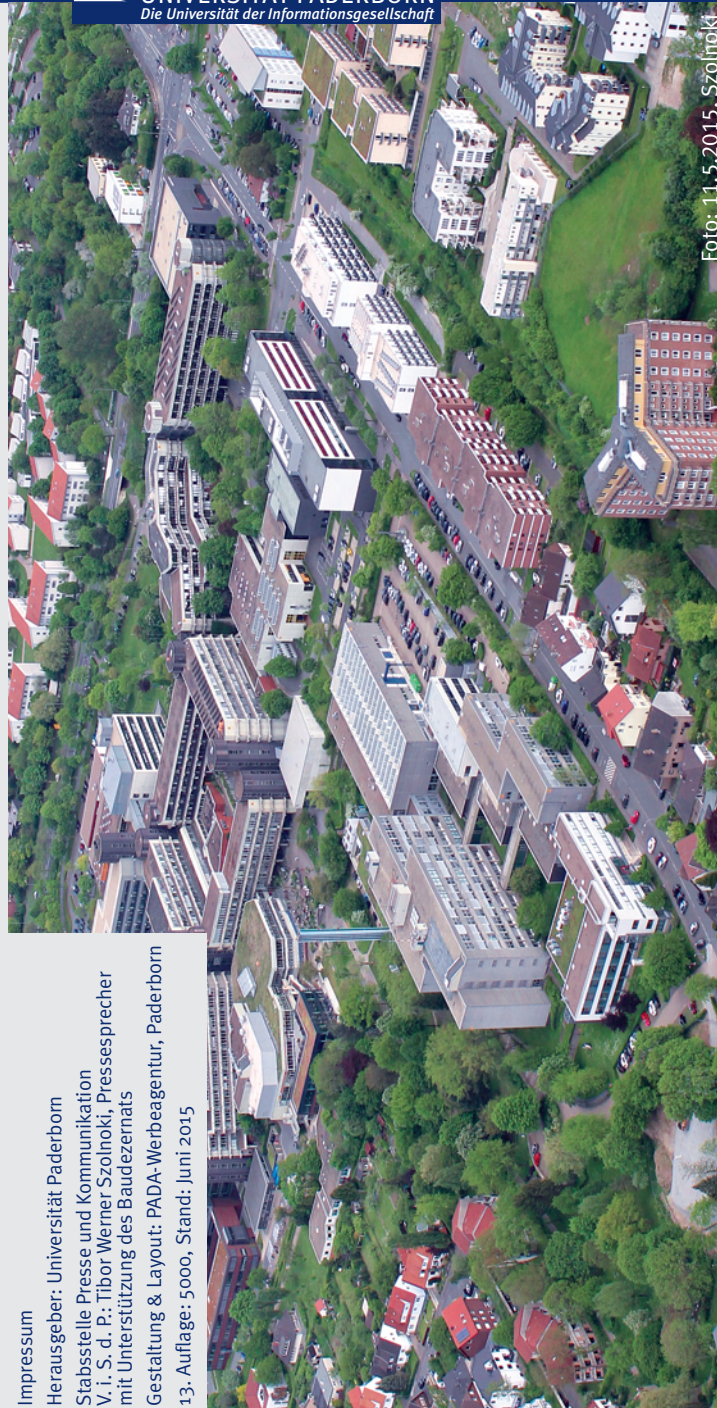 UNIVERSITÄT PADERBORN
Die Universität der Informationsgesellschaft
Foto: 11.5.2015, Szolnoki
Impressum
Herausgeber: Universität Paderborn
Stabsstelle Presse und Kommunikation
V. i. S. d. P.: Tibor Werner Szolnoki, Pressesprecher
mit Unterstützung des Baudezernats
Gestaltung & Layout: PADA-Werbeagentur, Paderborn
13. Auflage: 5000, Stand: Juni 2015